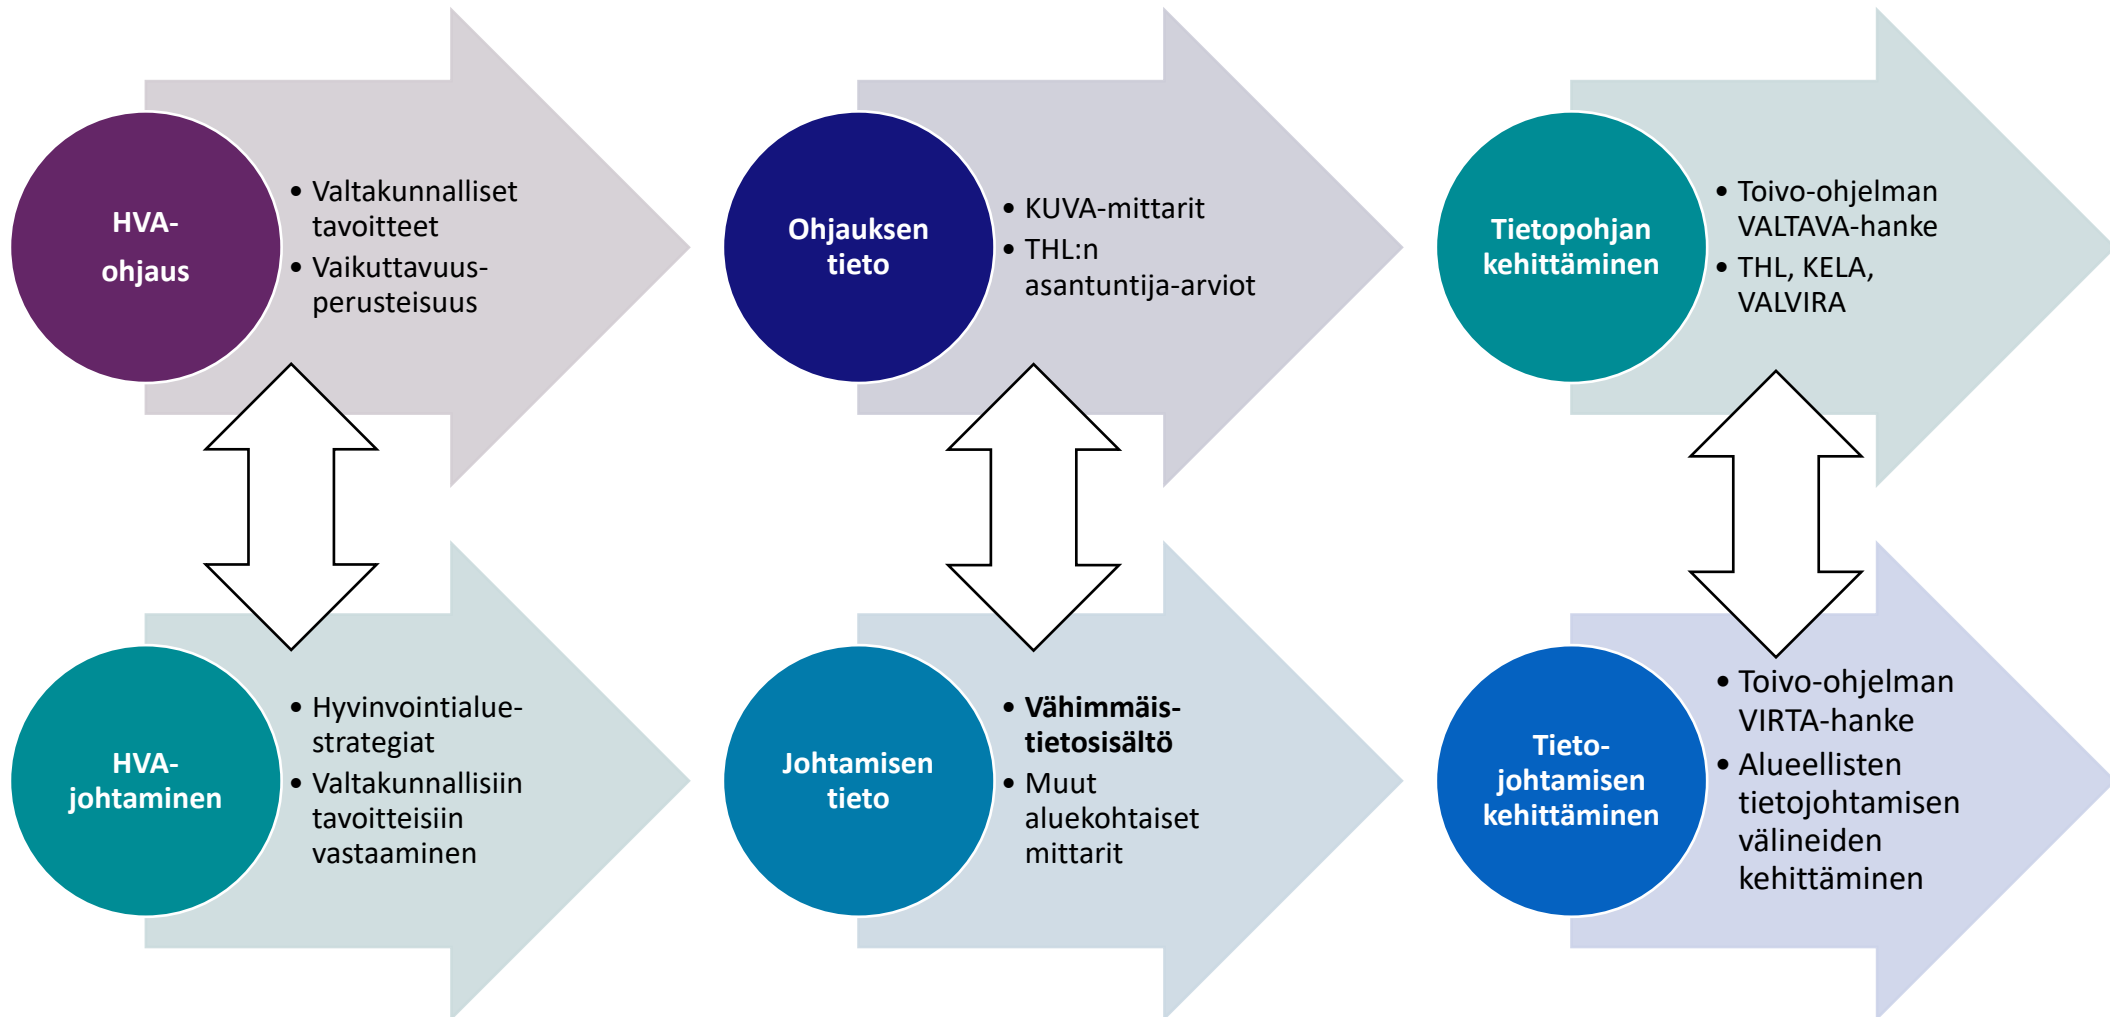 HVA-
ohjaus
• Valtakunnalliset
tavoitteet
• Vaikuttavuus-
perusteisuus
Ohjauksen
tieto
• KUVA-mittarit
• THL:n
asantuntija-arviot
Tietopohjan
kehittäminen
• Toivo-ohjelman
VALTAVA-hanke
• THL, KELA,
VALVIRA
HVA-
johtaminen
• Hyvinvointialue-
strategiat
• Valtakunnallisiin
tavoitteisiin
vastaaminen
Johtamisen
tieto
• Vähimmäis-
tietosisältö
• Muut
aluekohtaiset
mittarit
Tieto-
johtamisen
kehittäminen
• Toivo-ohjelman
VIRTA-hanke
• Alueellisten
tietojohtamisen
välineiden
kehittäminen